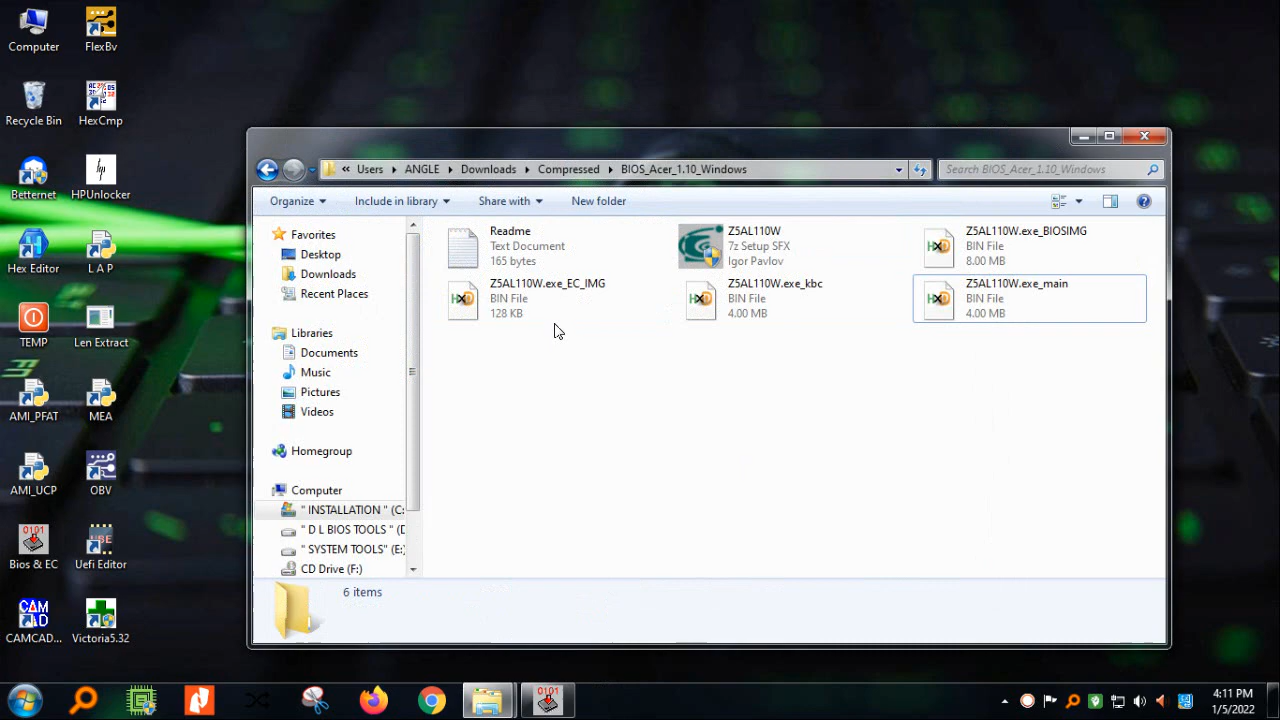 Computer
FlexBv
Recycle Bin
HexCmp
Betternet
HPUnlocker
Hex Editor
L A P
TEMP
Len Extract
AMI_PFAT
MEA
AMI_UCP
OBV
Bios & EC
Uefi Editor
CAMCAD...
Victoria5.32
« Users ▸ ANGLE ▸ Downloads ▸ Compressed ▸ BIOS_Acer_1.10_Windows
Search BIOS_Acer_1.10_Windows
Organize
Include in library
Share with
New folder
Favorites
Desktop
Downloads
Recent Places
Libraries
Documents
Music
Pictures
Videos
Homegroup
Computer
" INSTALLATION " (C:
" D L BIOS TOOLS " (D
" SYSTEM TOOLS" (E:)
CD Drive (F:)
Readme
Text Document
165 bytes
Z5AL110W
7z Setup SFX
Igor Pavlov
Z5AL110W.exe_BIOSIMG
BIN File
8.00 MB
Z5AL110W.exe_EC_IMG
BIN File
128 KB
Z5AL110W.exe_kbc
BIN File
4.00 MB
Z5AL110W.exe_main
BIN File
4.00 MB
6 items
4:11 PM
1/5/2022